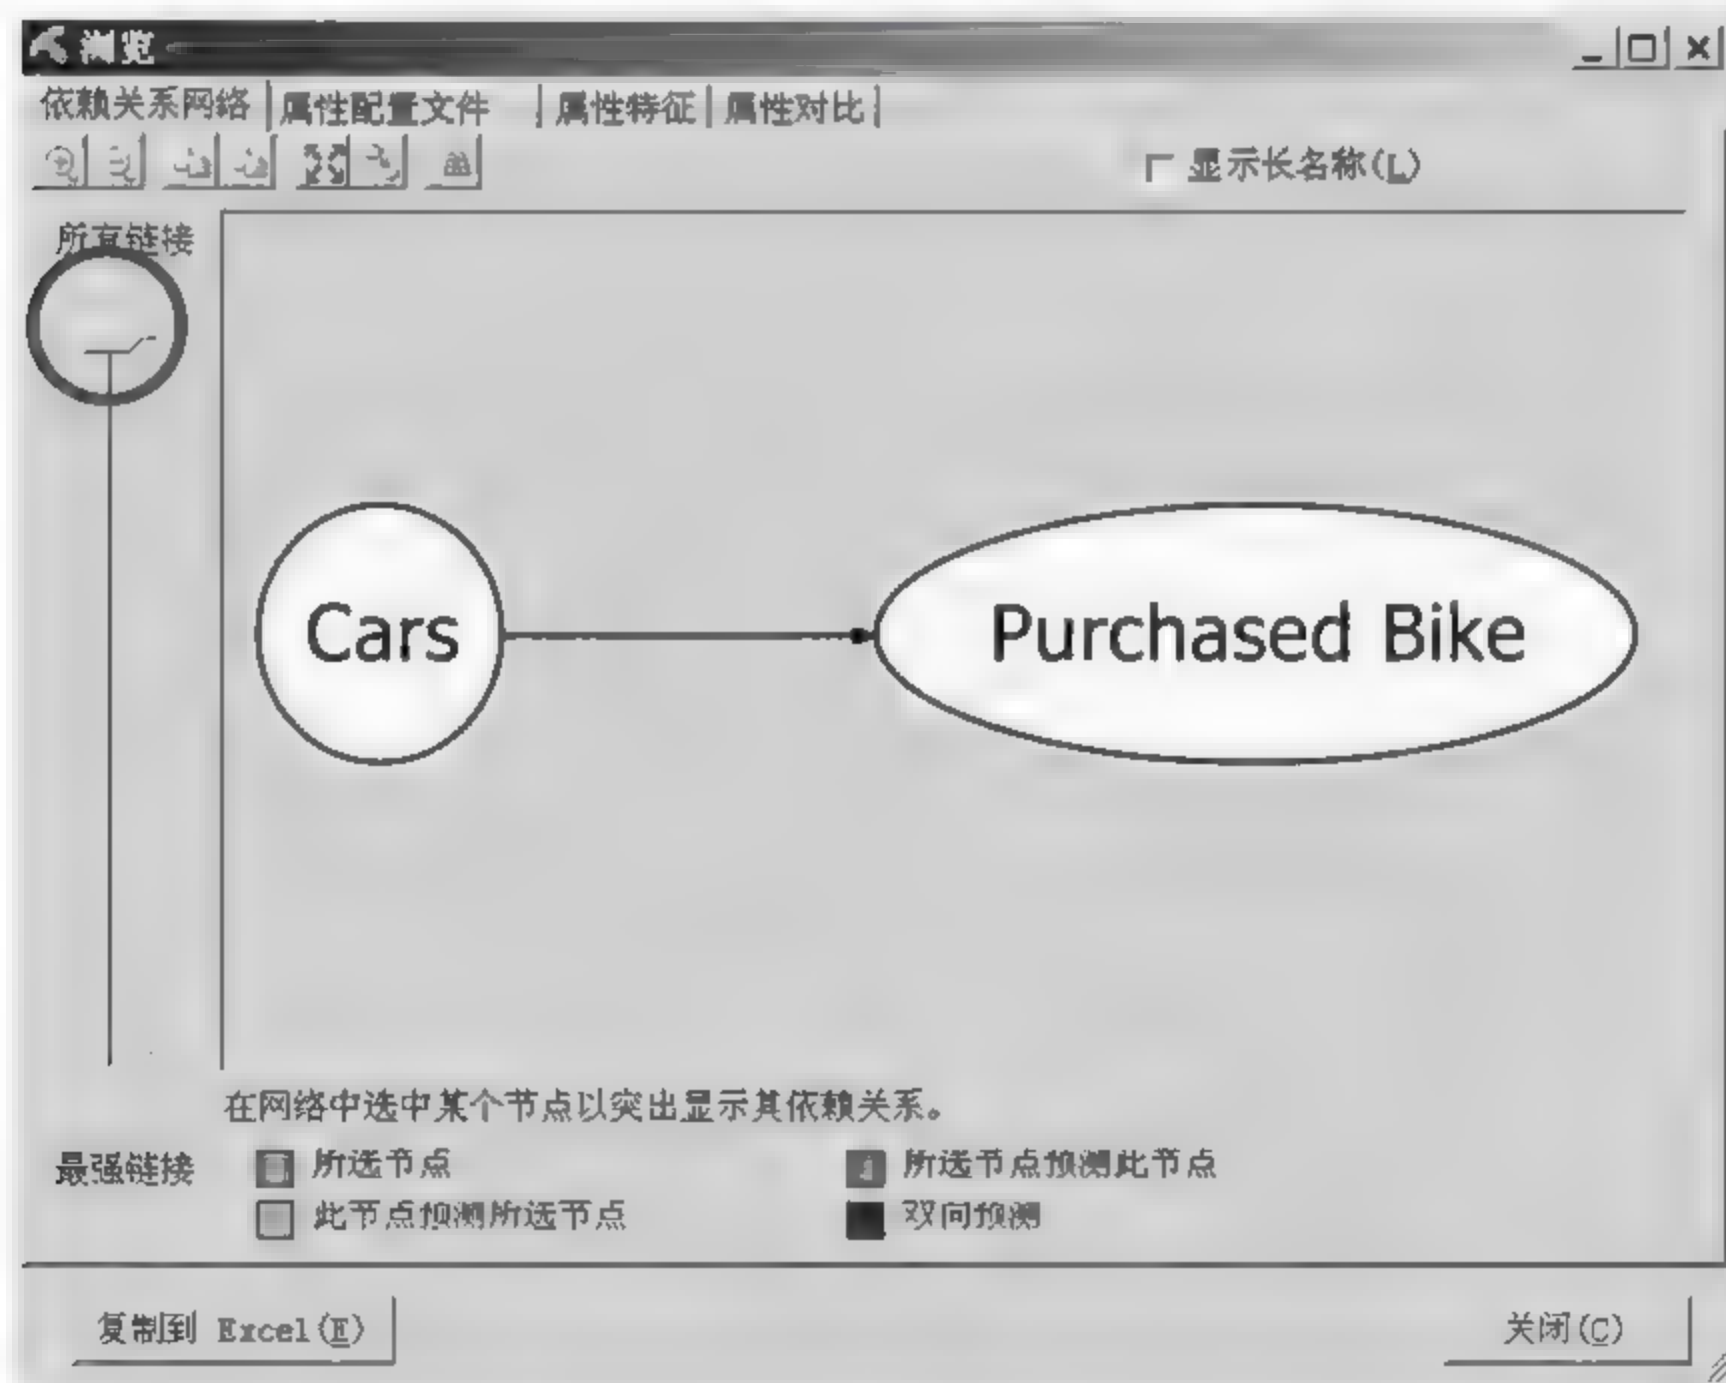 浏览
依赖关系网络 属性配置文件 属性特征 属性对比
显示长名称(L)
所有链接
Cars
Purchased Bike
在网络中选中某个节点以突出显示其依赖关系。
最强链接
所选节点 所选节点预测此节点
此节点预测所选节点 双向预测
复制到 Excel(E) 关闭(C)